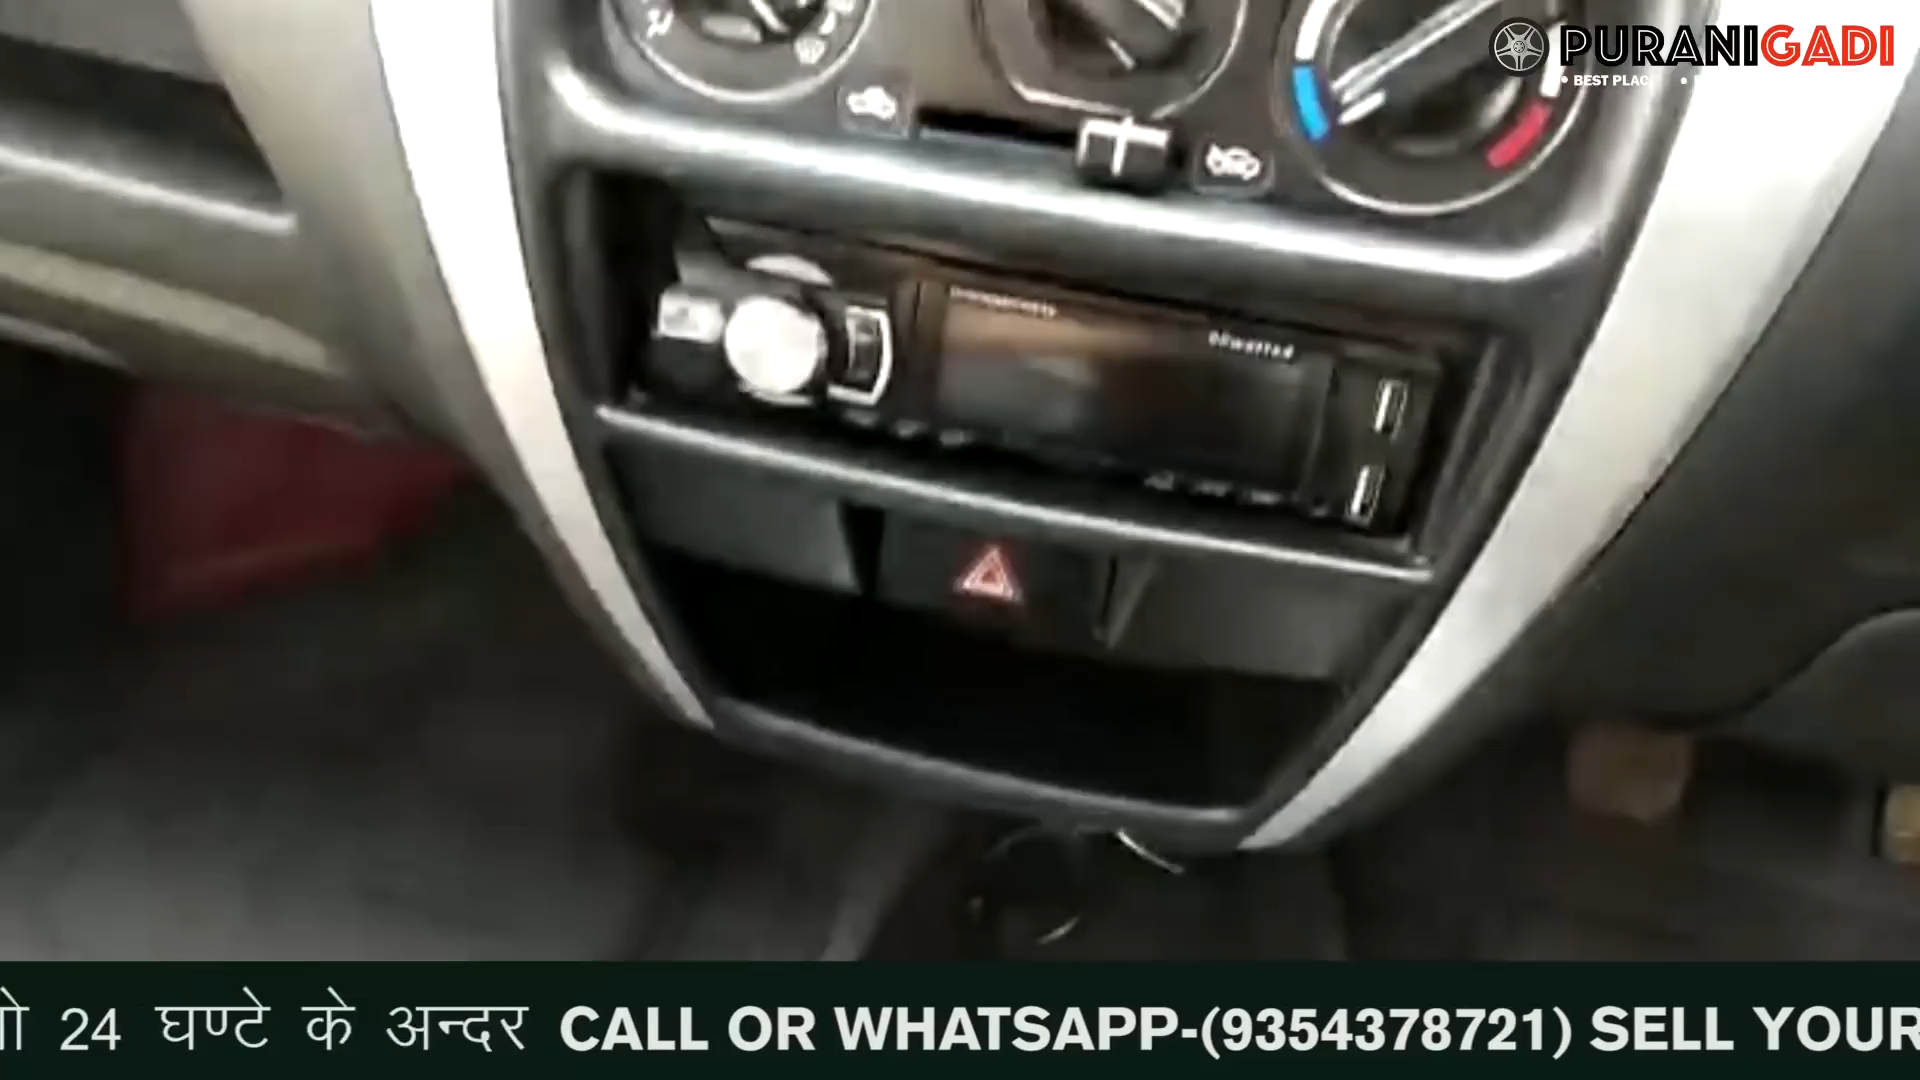 PURANIGADI
• BEST PLAC •
24 घण्टे के अन्दर CALL OR WHATSAPP-(9354378721) SELL YOUR